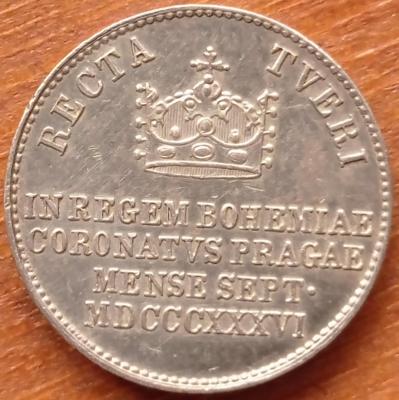 RECTA TVERI
IN REGEM BOHEMIAE
CORONATVS PRAGAE
MENSE SEPT·
MDCCCXXXVI